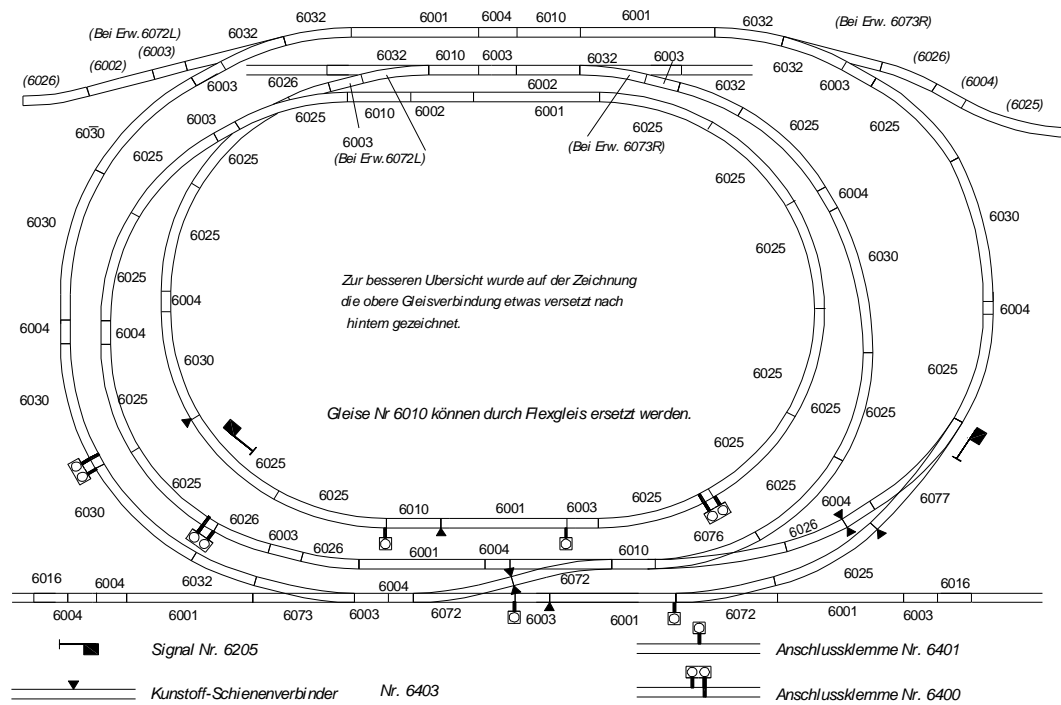 6032 6001 6004 6010 6001 6032
(Bei Erw. 6072L) (Bei Erw. 6073R)
6032
(6003)
(6002)
(6026)
(6026)
(6004)
(6025)
6003
6026 6032 6010 6003 6032 6003 6032
6032
6003
6002
6010 6002 6001
6025
6003
(Bei Erw.6072L)
(Bei Erw. 6073R)
6030
6003
6025
6025
6025
6025
6025
6025
6004
6030
6030
6025
6025
6025
6030
6004
6004
6004
6004
Zur besseren Ubersicht wurde auf der Zeichnung
die obere Gleisverbindung etwas versetzt nach
hintem gezeichnet.
6030
6030
6025
6025
6025
6025
Gleise Nr 6010 können durch Flexgleis ersetzt werden.
6025
6025
6025
6025
6030
6025
6010 6001 6003
6025
6076
6004
6077
6026
6026
6003
6026
6001 6004 6010
6025
6016 6004 6032 6004 6072 6016
6004 6001 6073 6003 6072 6003 6001 6072 6001 6003
Signal Nr. 6205
Anschlussklemme Nr. 6401
Kunstoff-Schienenverbinder Nr. 6403
Anschlussklemme Nr. 6400